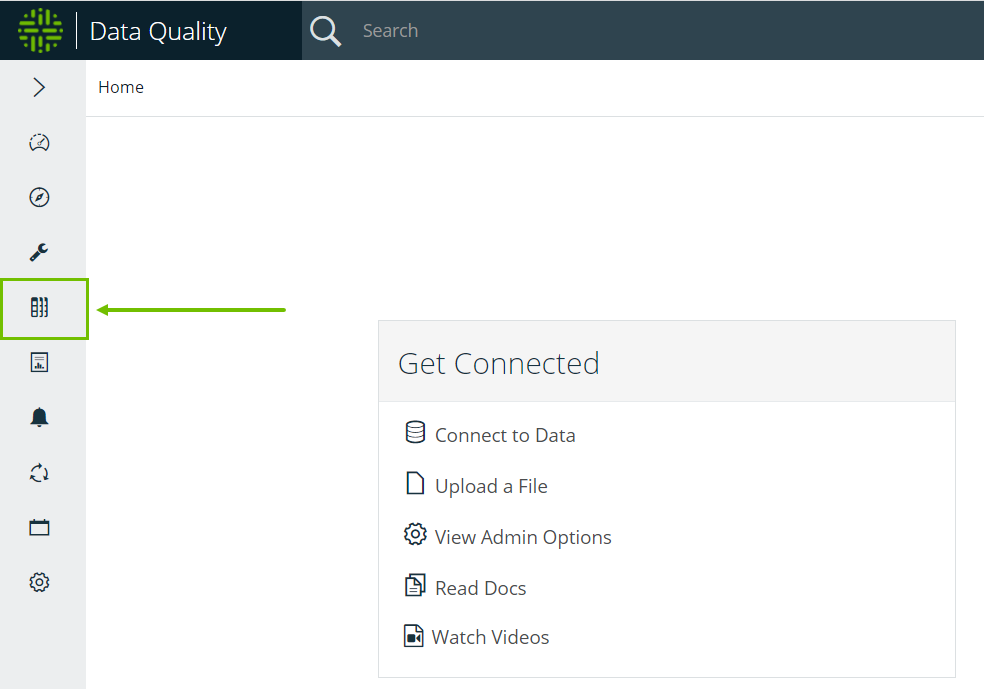 Data Quality
Search
Home
Get Connected
Connect to Data
Upload a File
View Admin Options
Read Docs
Watch Videos